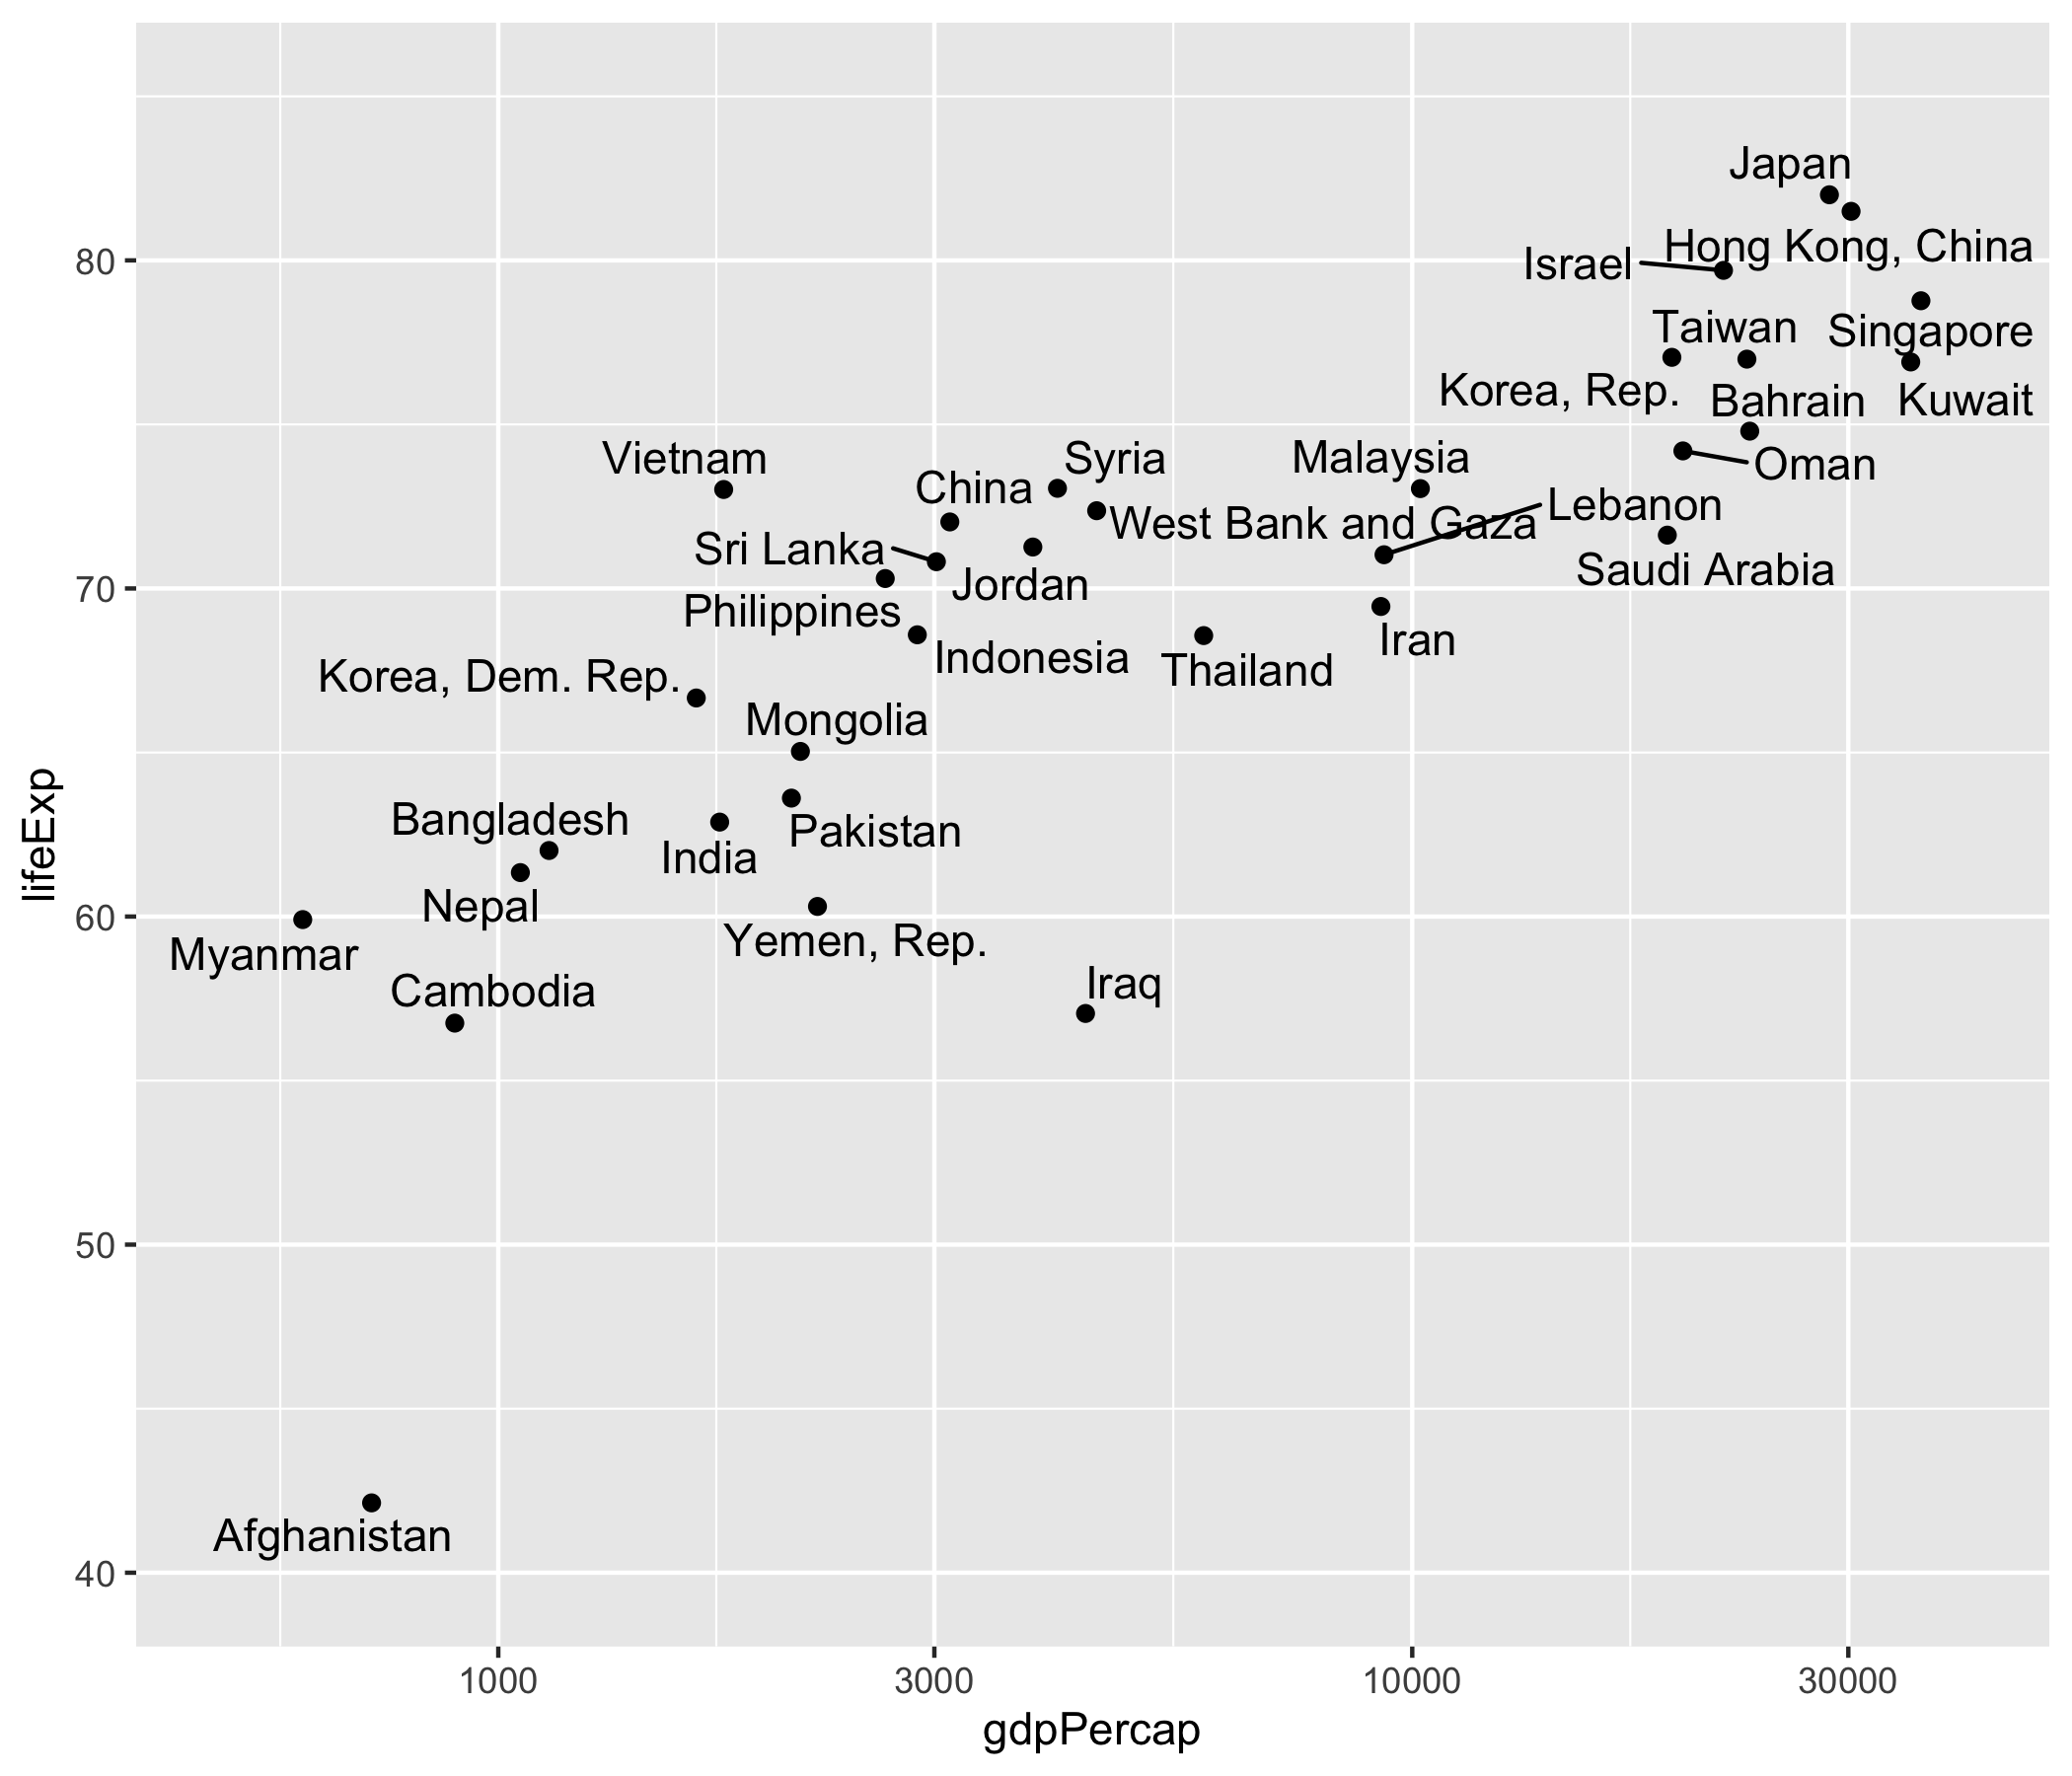 Japan
Hong Kong, China
80
Israel
Taiwan
Singapore
Korea, Rep.
Bahrain
Kuwait
Vietnam
Syria
Malaysia
Oman
China
Lebanon
West Bank and Gaza
Sri Lanka
Saudi Arabia
70
Jordan
Philippines
Iran
Indonesia
Thailand
Korea, Dem. Rep.
Mongolia
lifeExp
Bangladesh
Pakistan
India
Nepal
60
Yemen, Rep.
Myanmar
Iraq
Cambodia
50
Afghanistan
40
1000 3000 10000 30000
gdpPercap